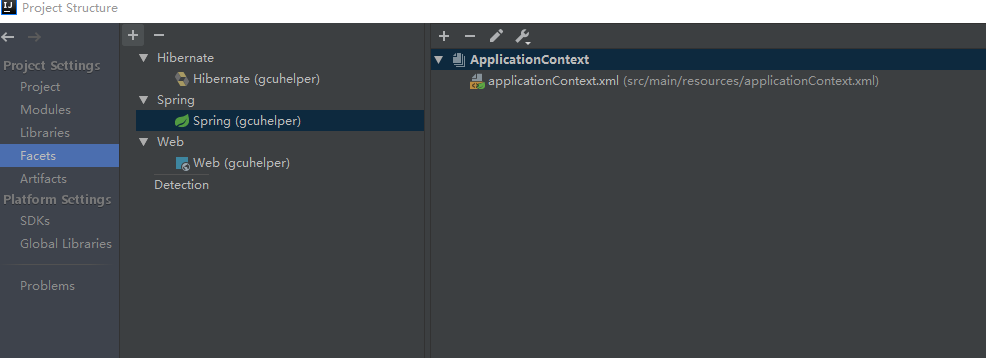 IJ Project Structure
Project Settings
Project
Modules
Libraries
Facets
Artifacts
Platform Settings
SDKs
Global Libraries
Problems
Hibernate
Hibernate (gcuhelper)
Spring
Spring (gcuhelper)
Web
Web (gcuhelper)
Detection
ApplicationContext
applicationContext.xml (src/main/resources/applicationContext.xml)